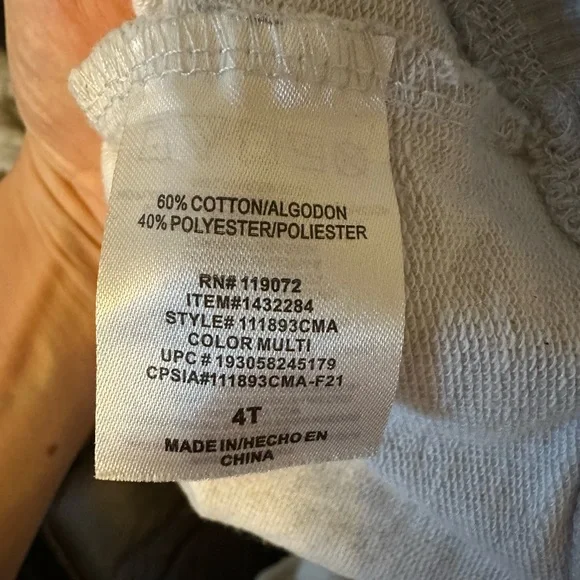 60% COTTON/ALGODON
40% POLYESTER/POLIESTER
RN# 119072
ITEM#1432284
STYLE# 111893CMA
COLOR MULTI
UPC # 193058245179
CPSIA#111893CMA-F21
4T
MADE IN/HECHO EN
CHINA